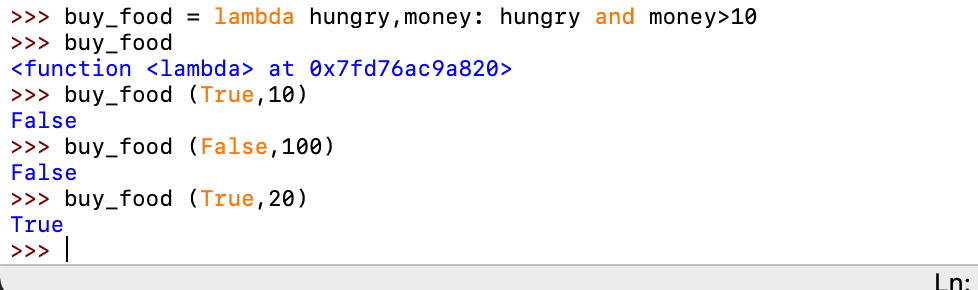 >>> buy_food = lambda hungry,money: hungry and money>10
>>> buy_food
<function <lambda> at 0x7fd76ac9a820>
>>> buy_food (True,10)
False
>>> buy_food (False,100)
False
>>> buy_food (True,20)
True
>>>
Ln: